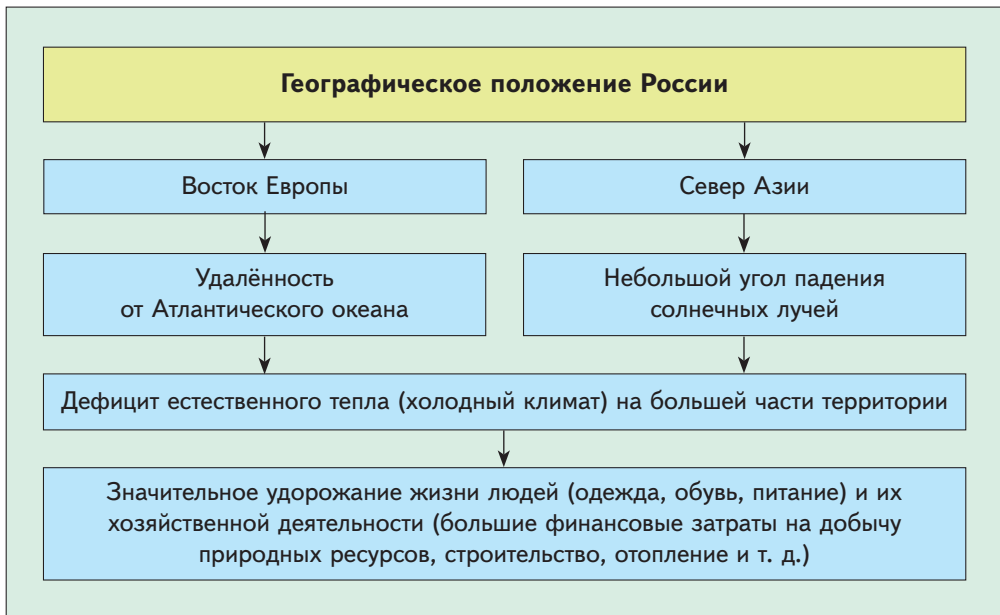 Географическое положение России
Восток Европы
Север Азии
Удалённость
от Атлантического океана
Небольшой угол падения
солнечных лучей
Дефицит естественного тепла (холодный климат) на большей части территории
Значительное удорожание жизни людей (одежда, обувь, питание) и их
хозяйственной деятельности (большие финансовые затраты на добычу
природных ресурсов, строительство, отопление и т. д.)